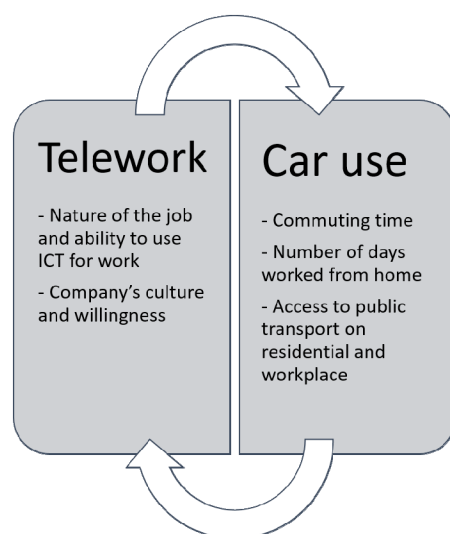 Telework
- Nature of the job
and ability to use
ICT for work
- Company's culture
and willingness
Car use
- Commuting time
- Number of days
worked from home
- Access to public
transport on
residential and
workplace